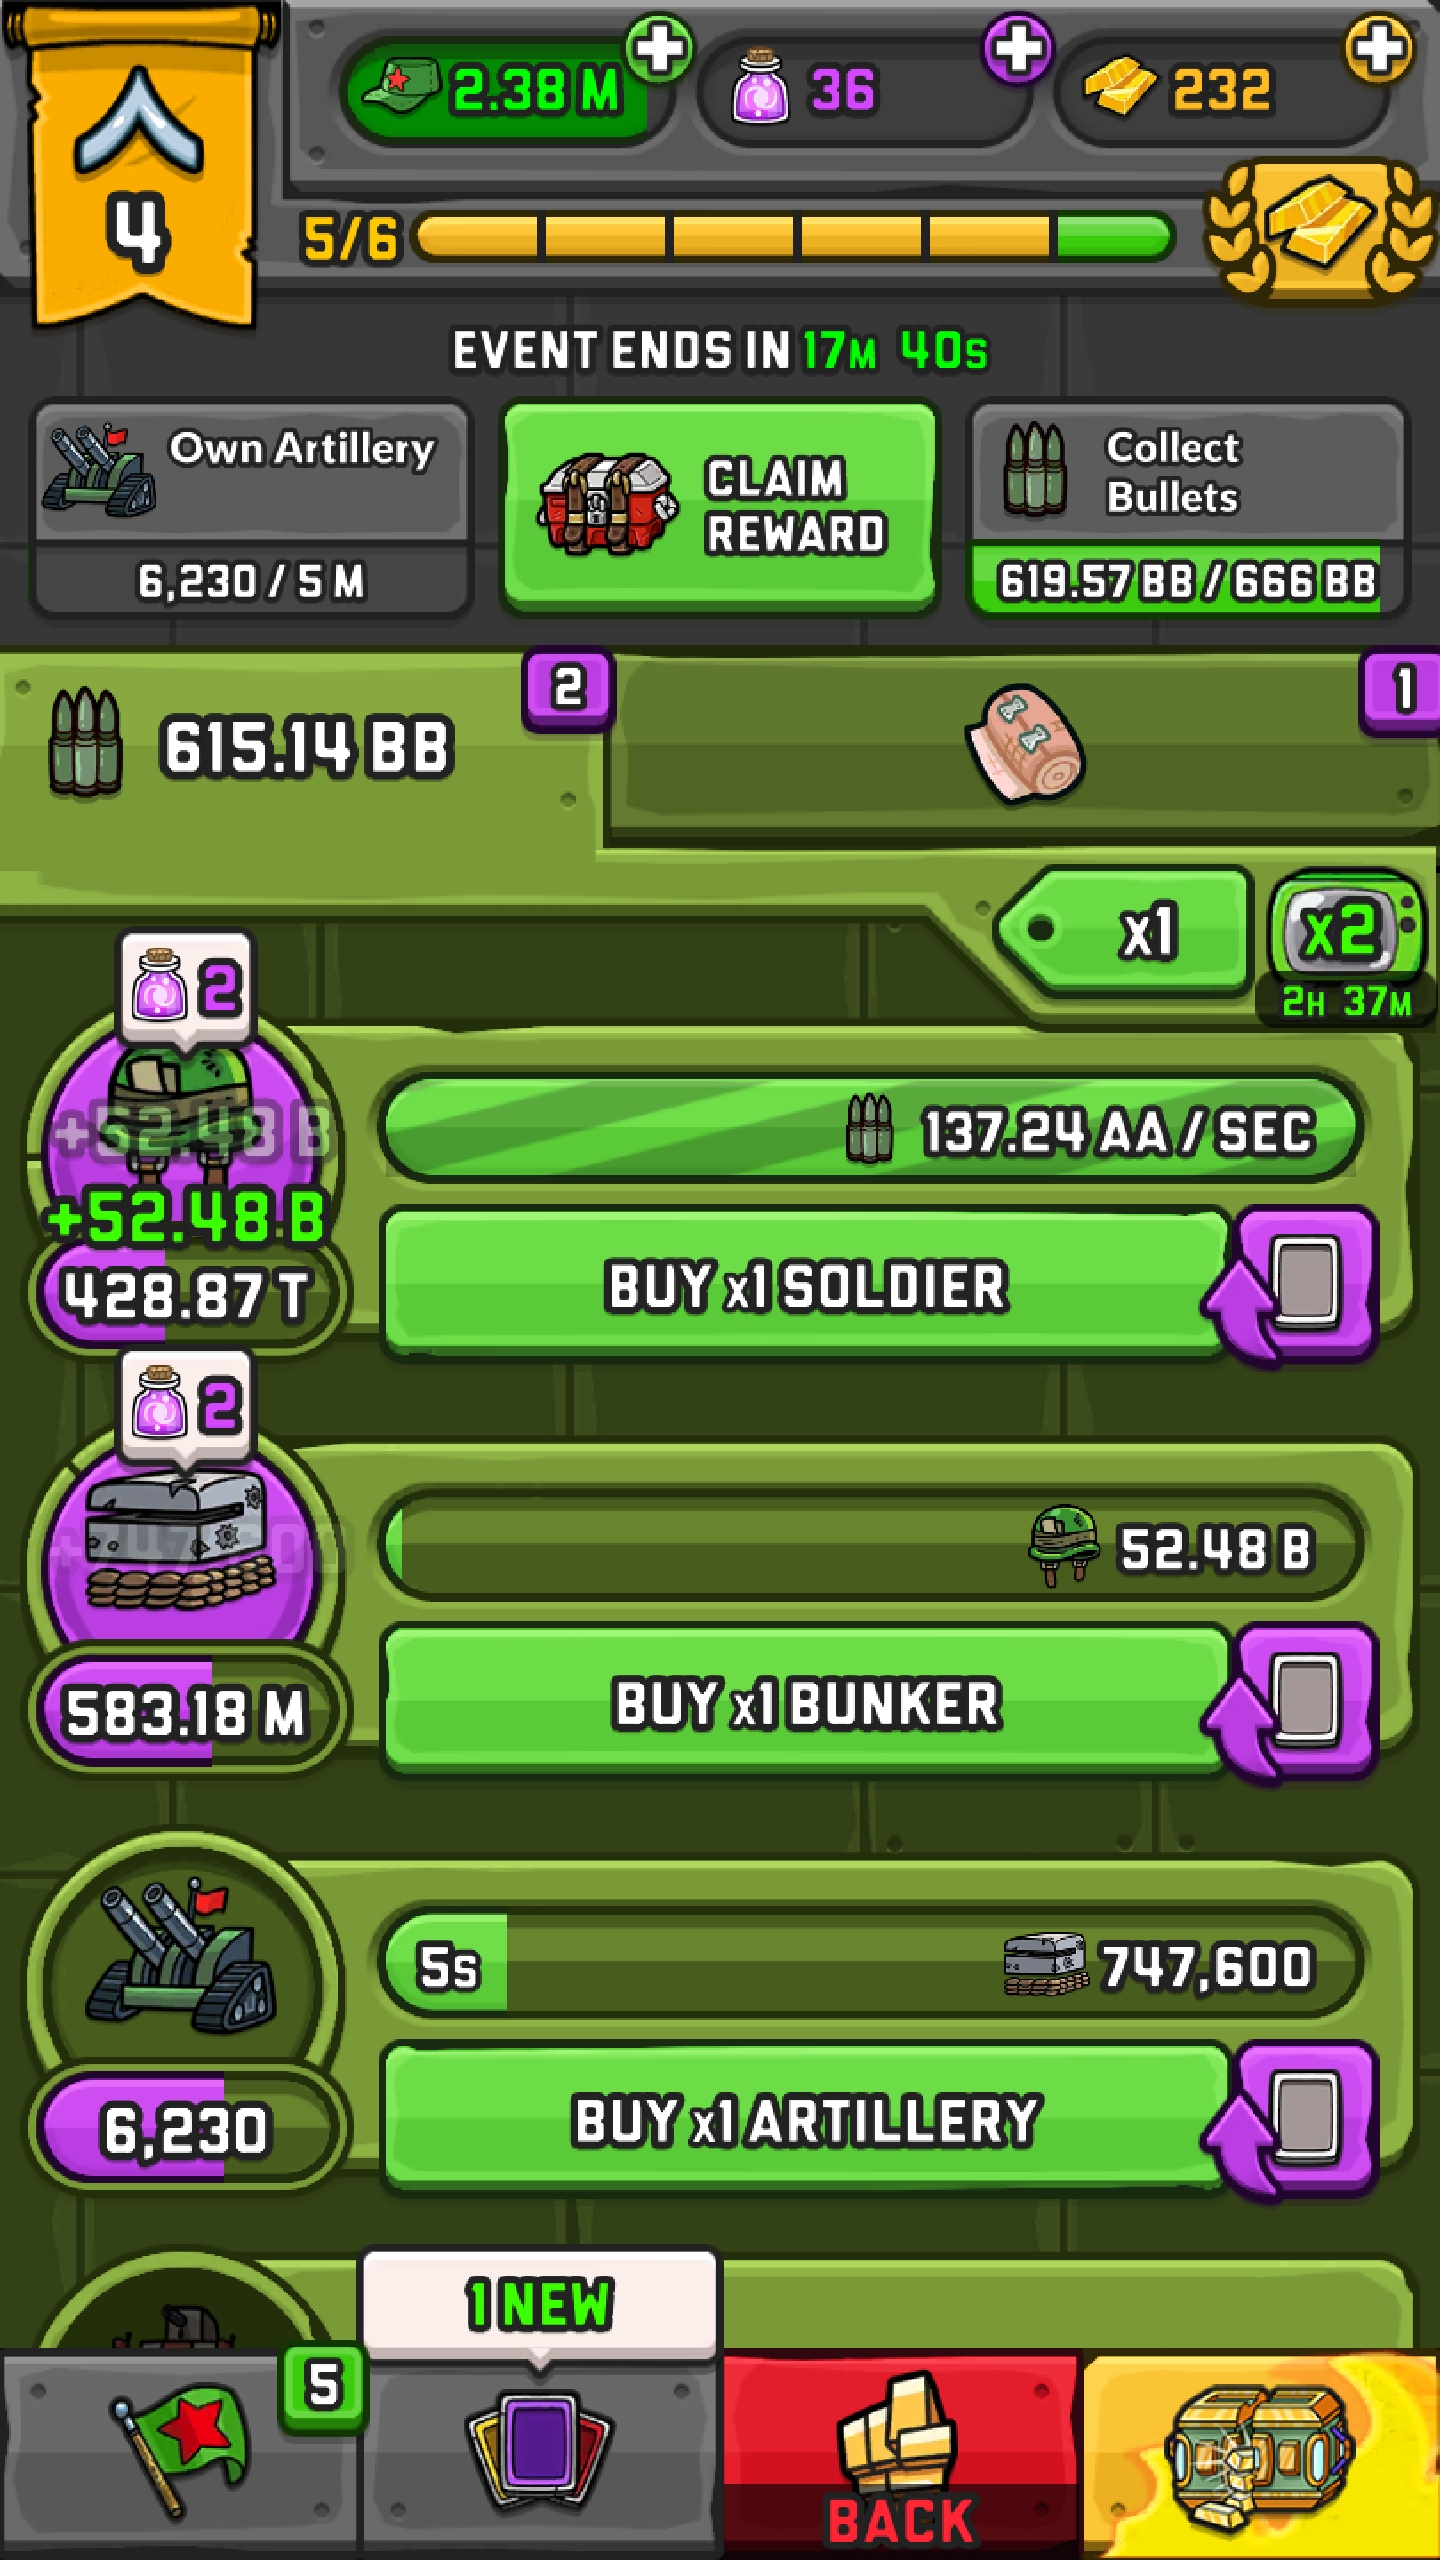 2.38 M
36
232
4
5/6
EVENT ENDS IN 17M 40S
Own Artillery
6,230 / 5 M
CLAIM
REWARD
Collect
Bullets
619.57 BB / 666 BB
615.14 BB
2
1
x1
x2
2H 37M
2
+52.48 B
+52.48 B
428.87 T
137.24 AA / SEC
BUY x1 SOLDIER
2
583.18 M
52.48 B
BUY x1 BUNKER
5s
747,600
6,230
BUY x1 ARTILLERY
1 NEW
5
BACK